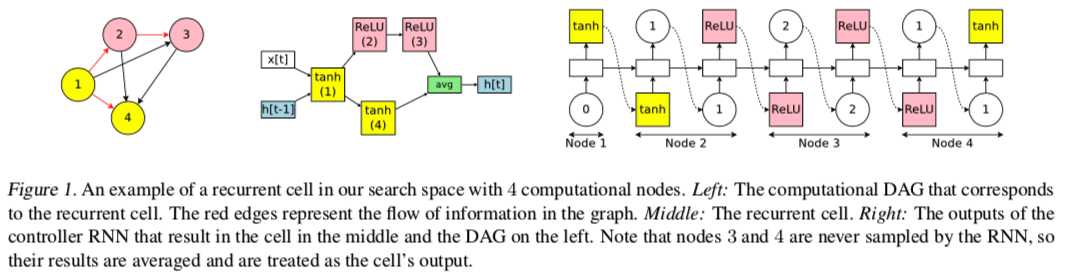 1
2
3
4
x[t]
h[t-1]
tanh
(1)
ReLU
(2)
ReLU
(3)
tanh
(4)
avg
h[t]
tanh 1 ReLU 2 ReLU 1 tanh
0 tanh 1 ReLU 2 ReLU 1
Node 1 Node 2 Node 3 Node 4
Figure 1. An example of a recurrent cell in our search space with 4 computational nodes. Left: The computational DAG that corresponds
to the recurrent cell. The red edges represent the flow of information in the graph. Middle: The recurrent cell. Right: The outputs of the
controller RNN that result in the cell in the middle and the DAG on the left. Note that nodes 3 and 4 are never sampled by the RNN, so
their results are averaged and are treated as the cell's output.